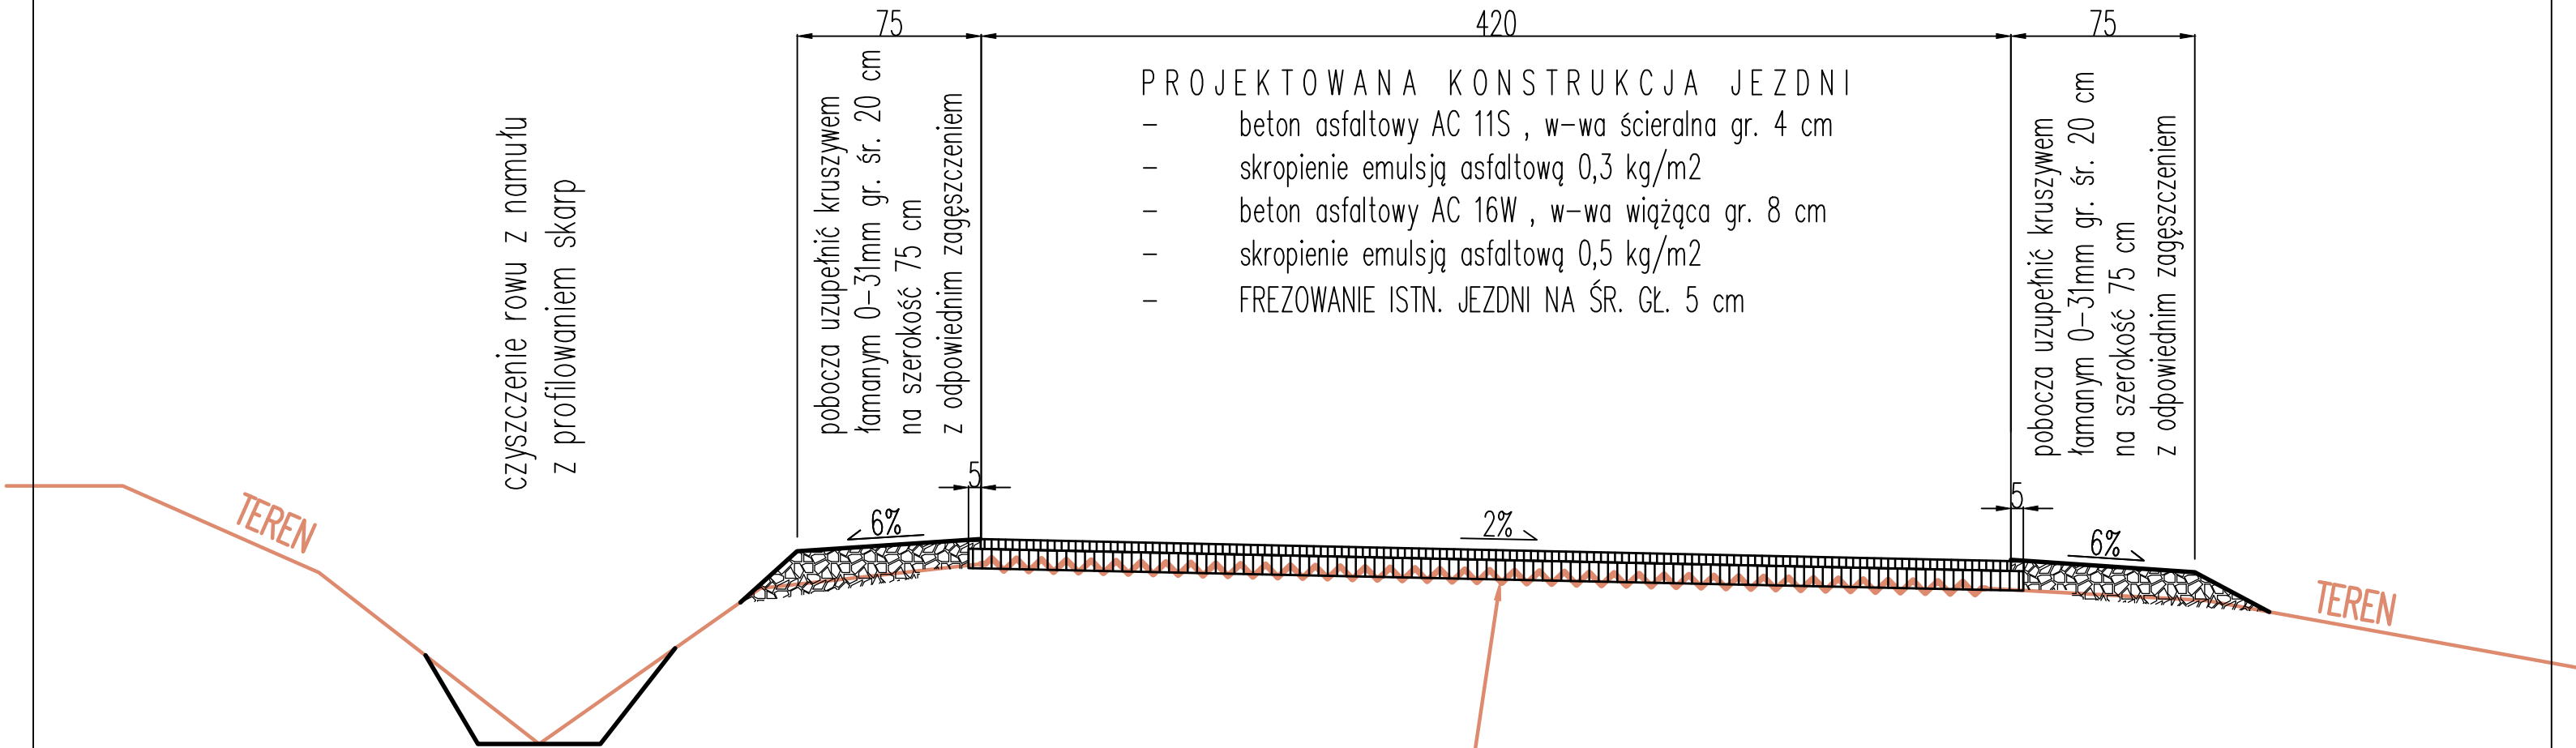 75
420
75
PROJEKTOWANA KONSTRUKCJA JEZDNI
- beton asfaltowy AC 11S , w-wa ścieralna gr. 4 cm
- skropienie emulsją asfaltową 0,3 kg/m2
- beton asfaltowy AC 16W , w-wa wiążąca gr. 8 cm
- skropienie emulsją asfaltową 0,5 kg/m2
- FREZOWANIE ISTN. JEZDNI NA ŚR. GŁ. 5 cm
czyszczenie rowu z namułu
z profilowaniem skarp
pobocza uzupełnić kruszywem
łamanym 0-31mm gr. śr. 20 cm
na szerokość 75 cm
z odpowiednim zagęszczeniem
pobocza uzupełnić kruszywem
łamanym 0-31mm gr. śr. 20 cm
na szerokość 75 cm
z odpowiednim zagęszczeniem
5
5
TEREN
6%
2%
6%
TEREN